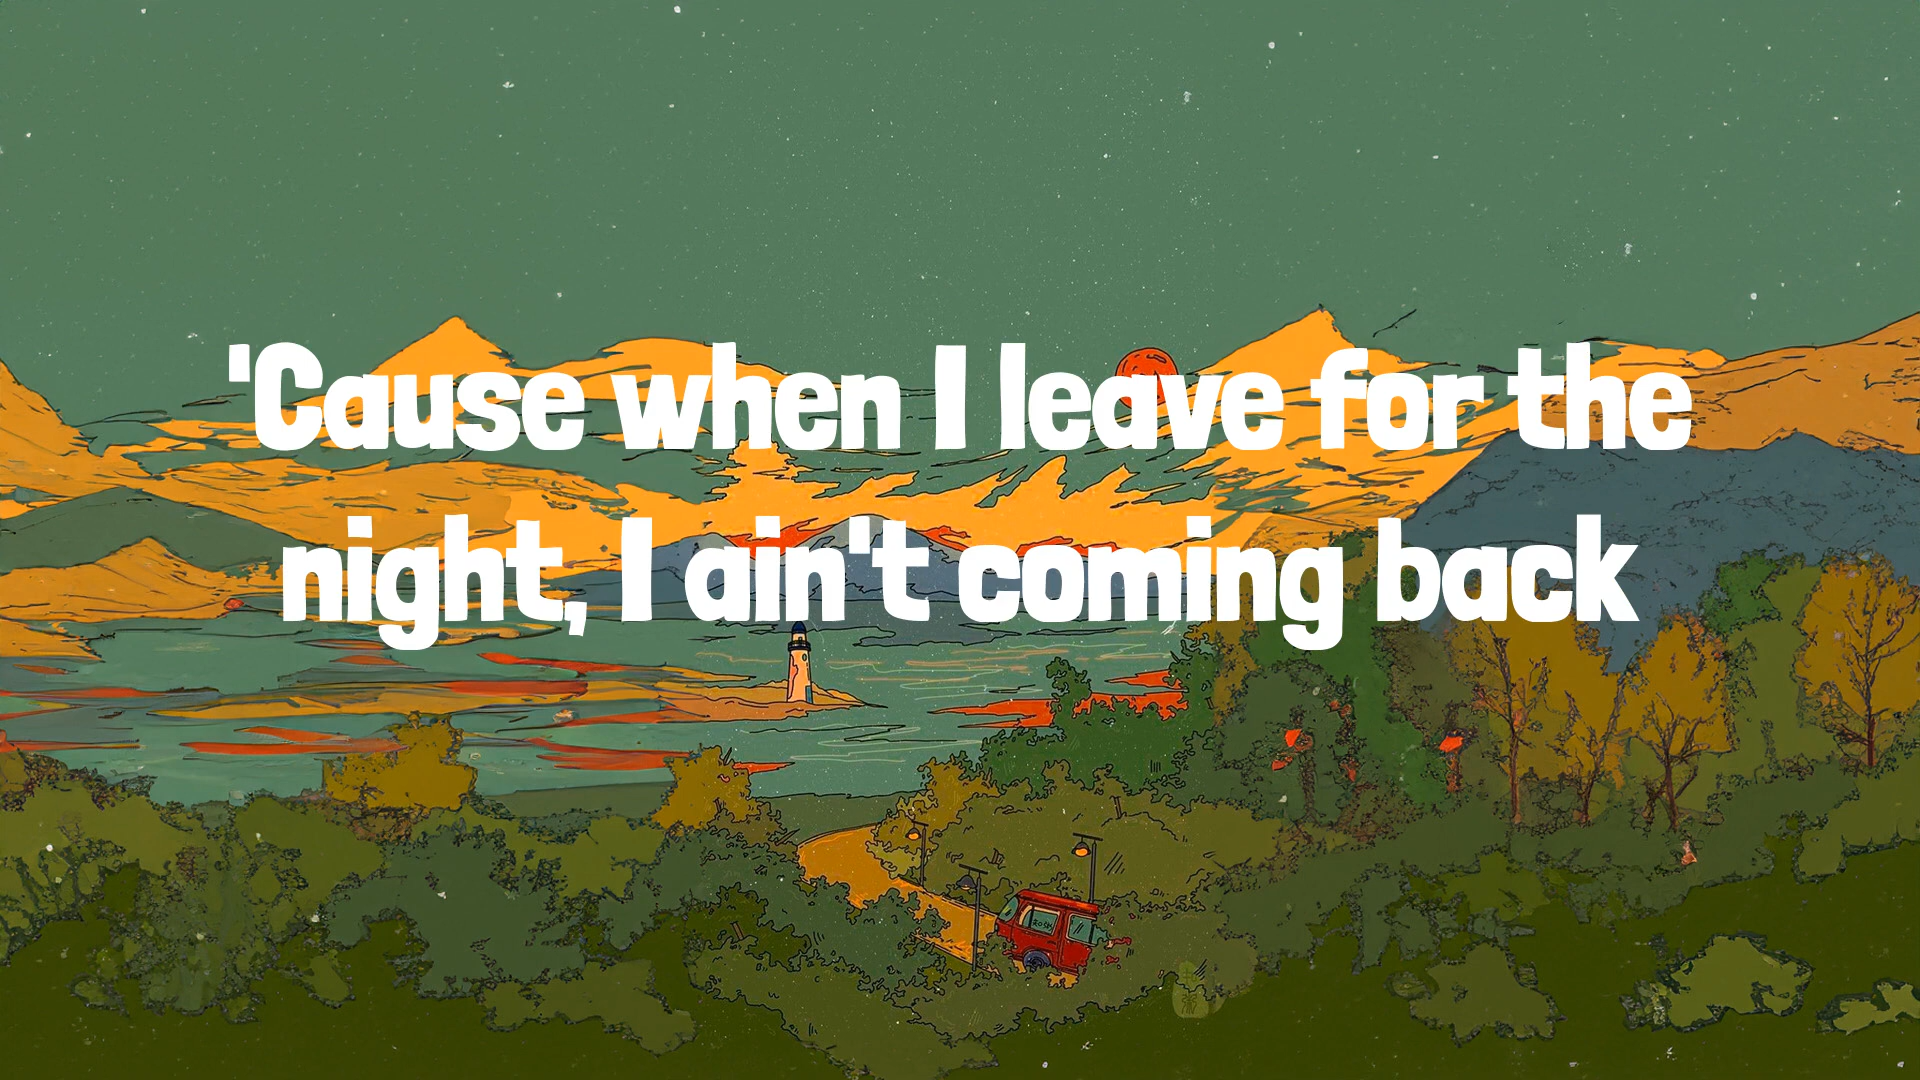 'Cause when I leave for the
night, I ain't coming back